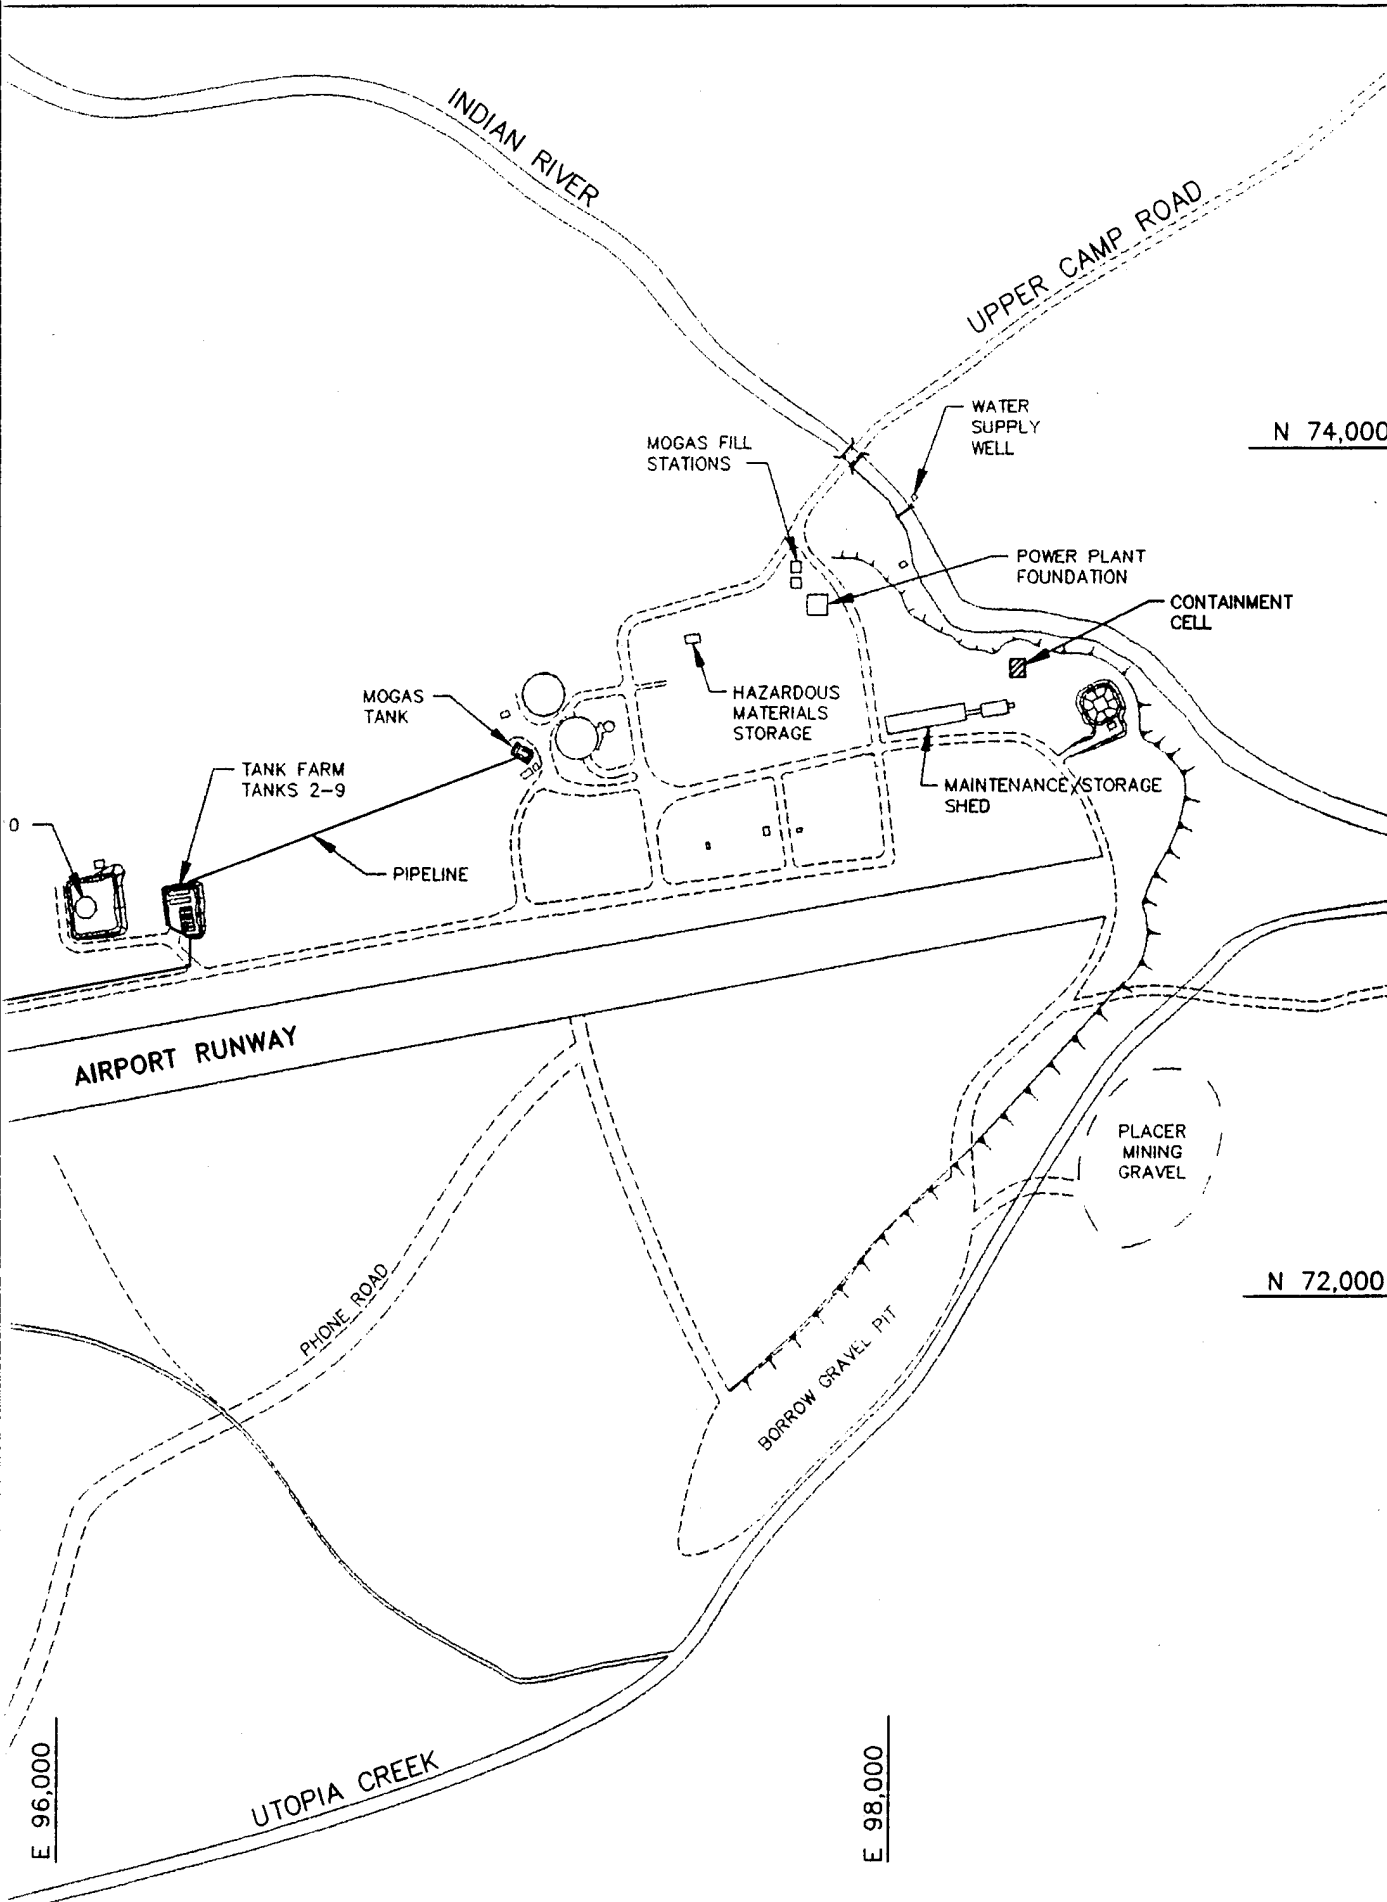 INDIAN RIVER
UPPER CAMP ROAD
WATER
SUPPLY
WELL
N 74,000
MOGAS FILL
STATIONS
POWER PLANT
FOUNDATION
CONTAINMENT
CELL
MOGAS
TANK
HAZARDOUS
MATERIALS
STORAGE
TANK FARM
TANKS 2-9
MAINTENANCE/STORAGE
SHED
0
PIPELINE
AIRPORT RUNWAY
PLACER
MINING
GRAVEL
N 72,000
PHONE ROAD
BORROW GRAVEL PIT
E 96,000
UTOPIA CREEK
E 98,000